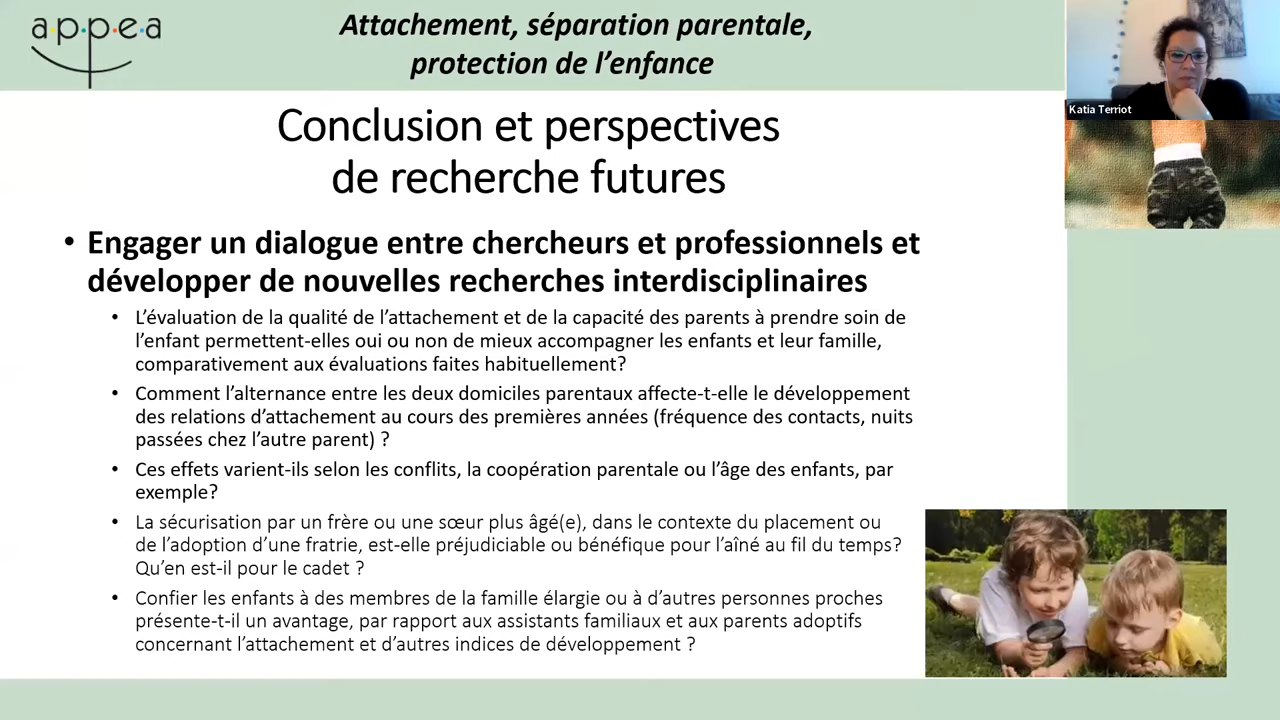 a·p·p·e·a
Attachement, séparation parentale,
protection de l’enfance
Katia Terriot
Conclusion et perspectives
de recherche futures
• Engager un dialogue entre chercheurs et professionnels et
développer de nouvelles recherches interdisciplinaires
• L’évaluation de la qualité de l’attachement et de la capacité des parents à prendre soin de
l’enfant permettent-elles oui ou non de mieux accompagner les enfants et leur famille,
comparativement aux évaluations faites habituellement?
• Comment l’alternance entre les deux domiciles parentaux affecte-t-elle le développement
des relations d’attachement au cours des premières années (fréquence des contacts, nuits
passées chez l’autre parent) ?
• Ces effets varient-ils selon les conflits, la coopération parentale ou l’âge des enfants, par
exemple?
• La sécurisation par un frère ou une sœur plus âgé(e), dans le contexte du placement ou
de l’adoption d’une fratrie, est-elle préjudiciable ou bénéfique pour l’aîné au fil du temps?
Qu’en est-il pour le cadet ?
• Confier les enfants à des membres de la famille élargie ou à d’autres personnes proches
présente-t-il un avantage, par rapport aux assistants familiaux et aux parents adoptifs
concernant l’attachement et d’autres indices de développement ?